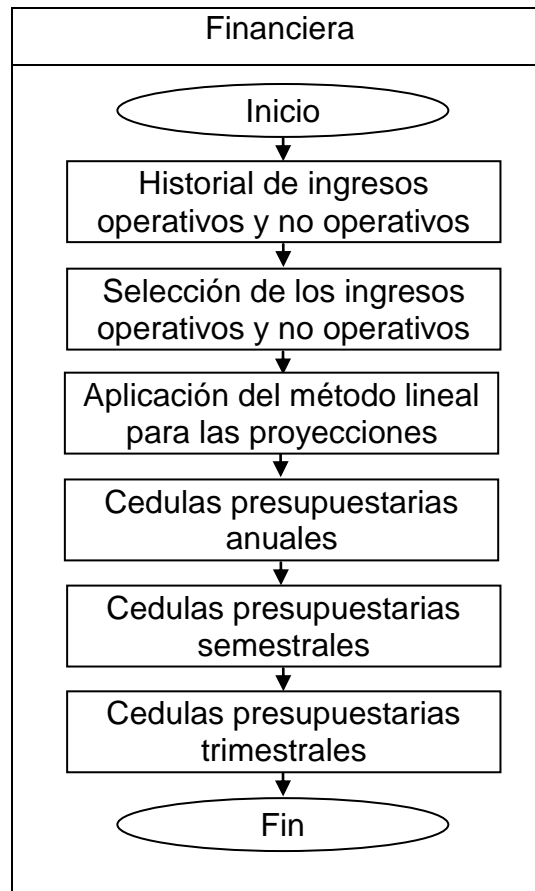 Financiera
Inicio
Historial de ingresos
operativos y no operativos
Selección de los ingresos
operativos y no operativos
Aplicación del método lineal
para las proyecciones
Cedulas presupuestarias
anuales
Cedulas presupuestarias
semestrales
Cedulas presupuestarias
trimestrales
Fin